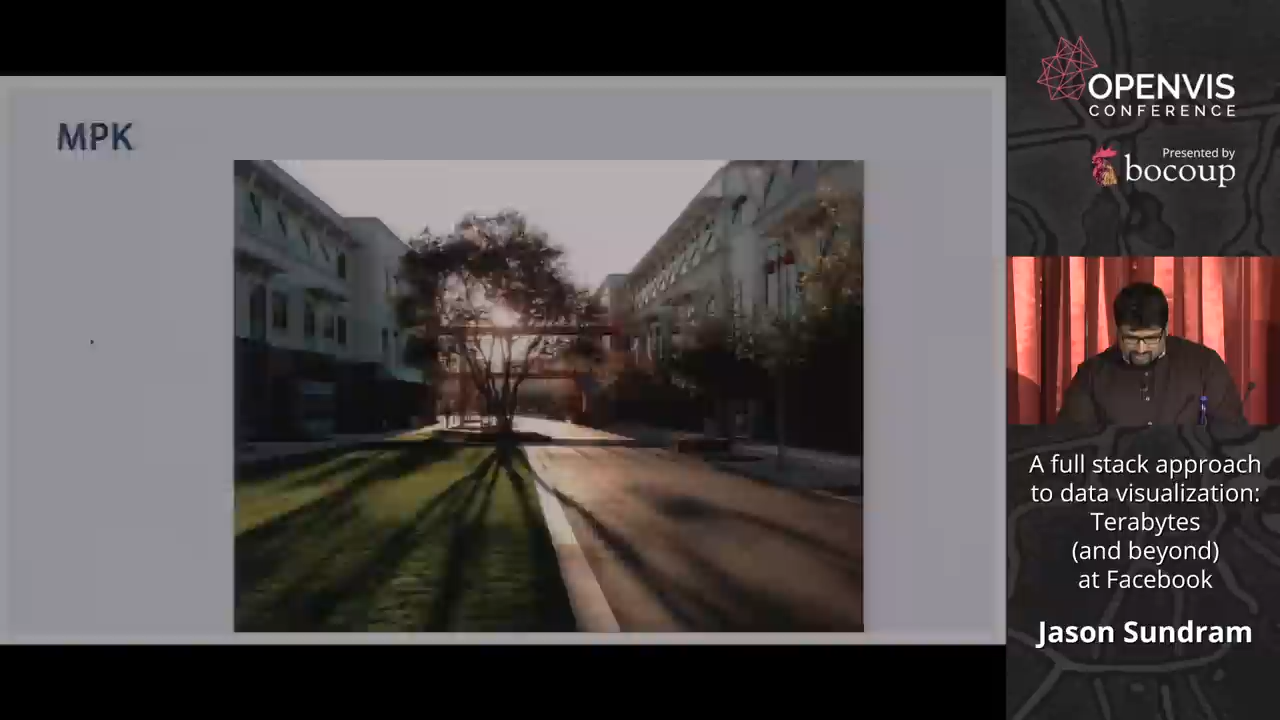 MPK
OPENVIS
CONFERENCE
Presented by
bocoup
A full stack approach
to data visualization:
Terabytes
(and beyond)
at Facebook
Jason Sundram